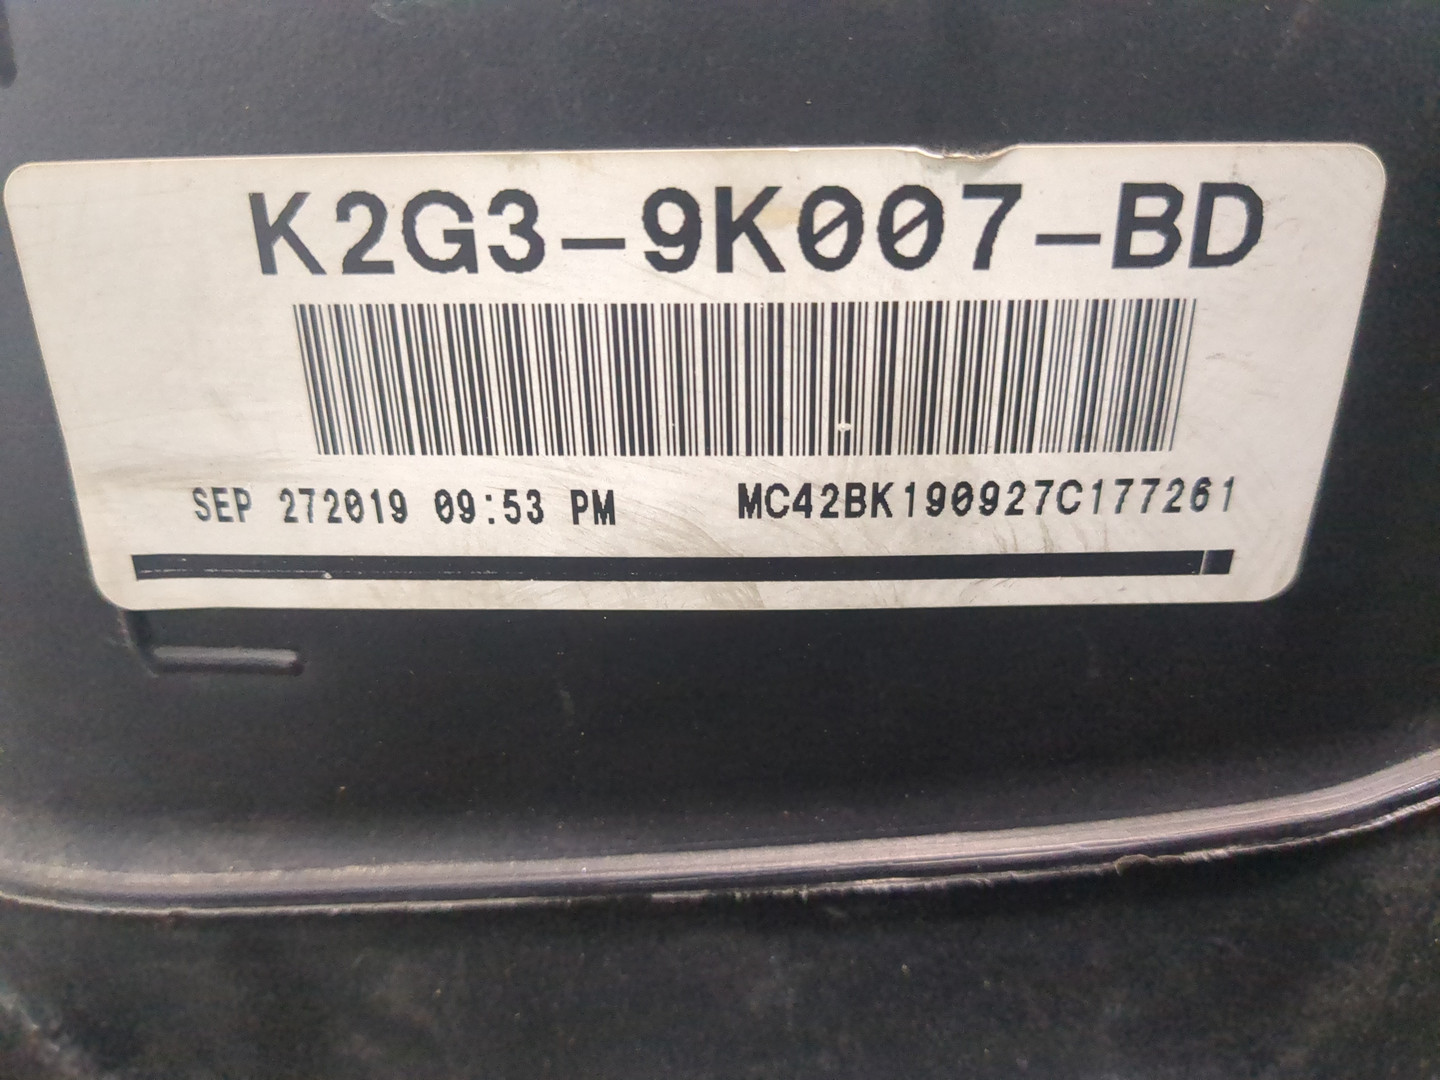 K2G3-9K007-BD
SEP 272019 09:53 PM MC42BK190927C177261